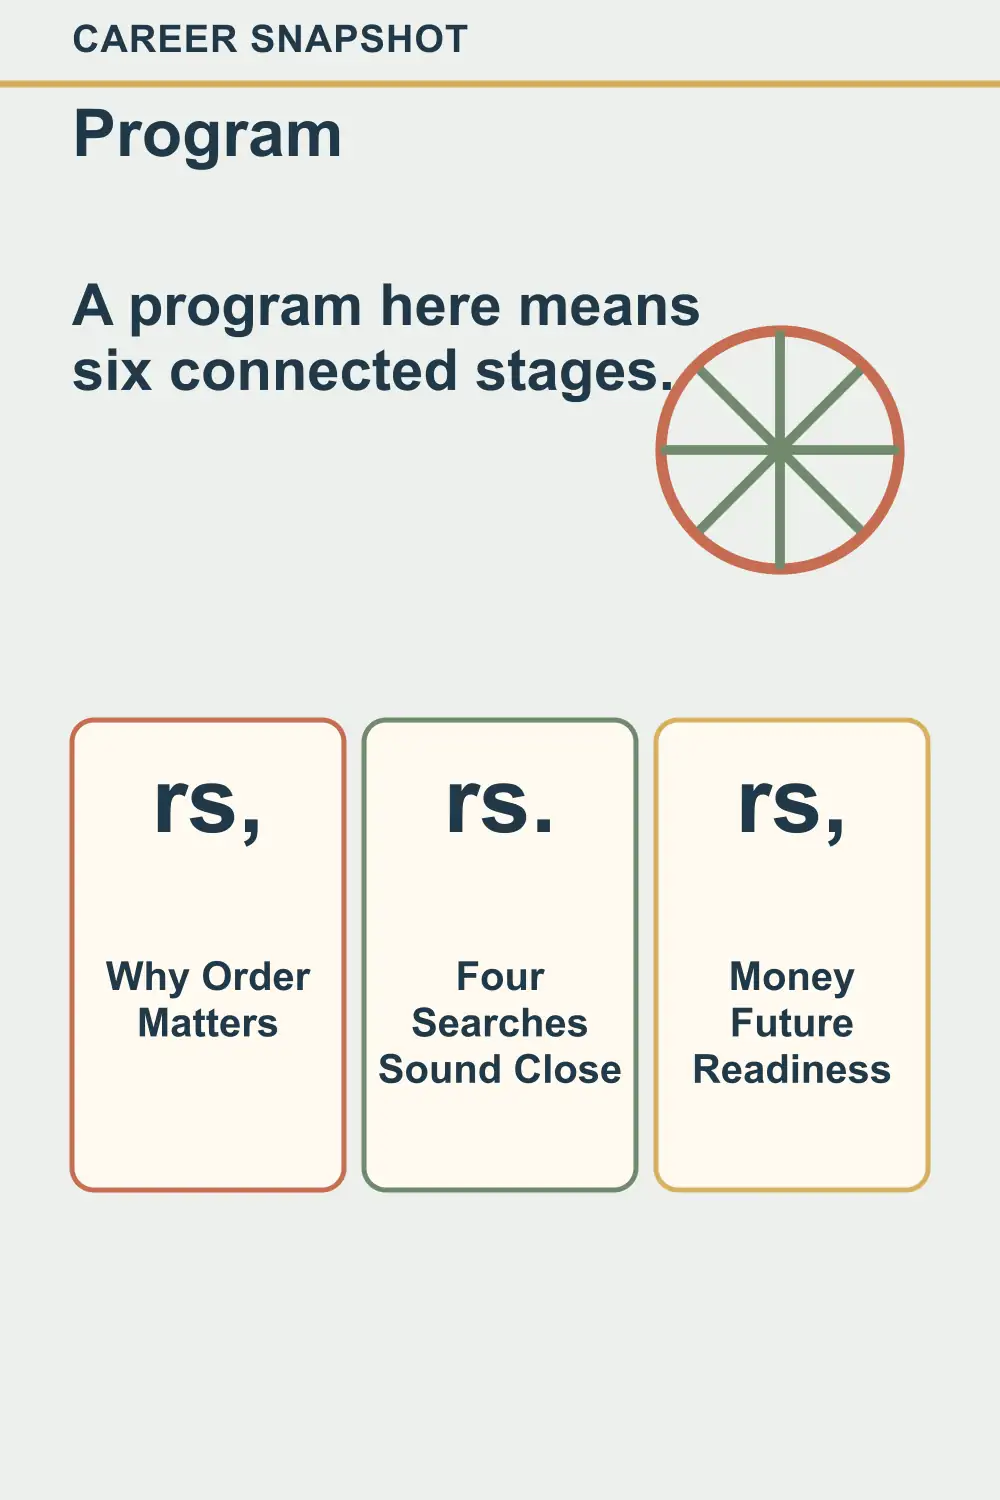 CAREER SNAPSHOT
Program
A program here means
six connected stages.
rs,
Why Order
Matters
rs.
Four
Searches
Sound Close
rs,
Money
Future
Readiness